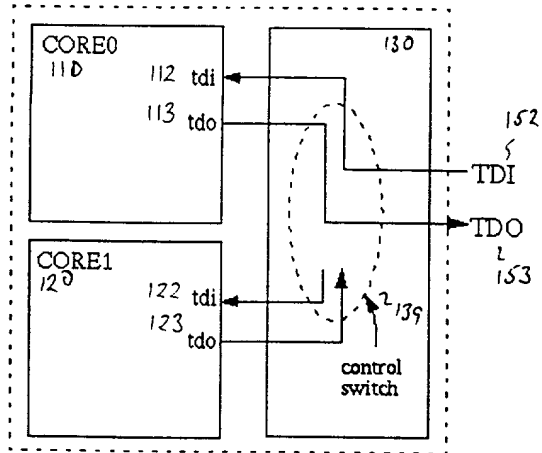 CORE0
110
130
112 tdi
113 tdo
152
TDI
TDO
153
CORE1
120
122 tdi
123 tdo
139
control
switch